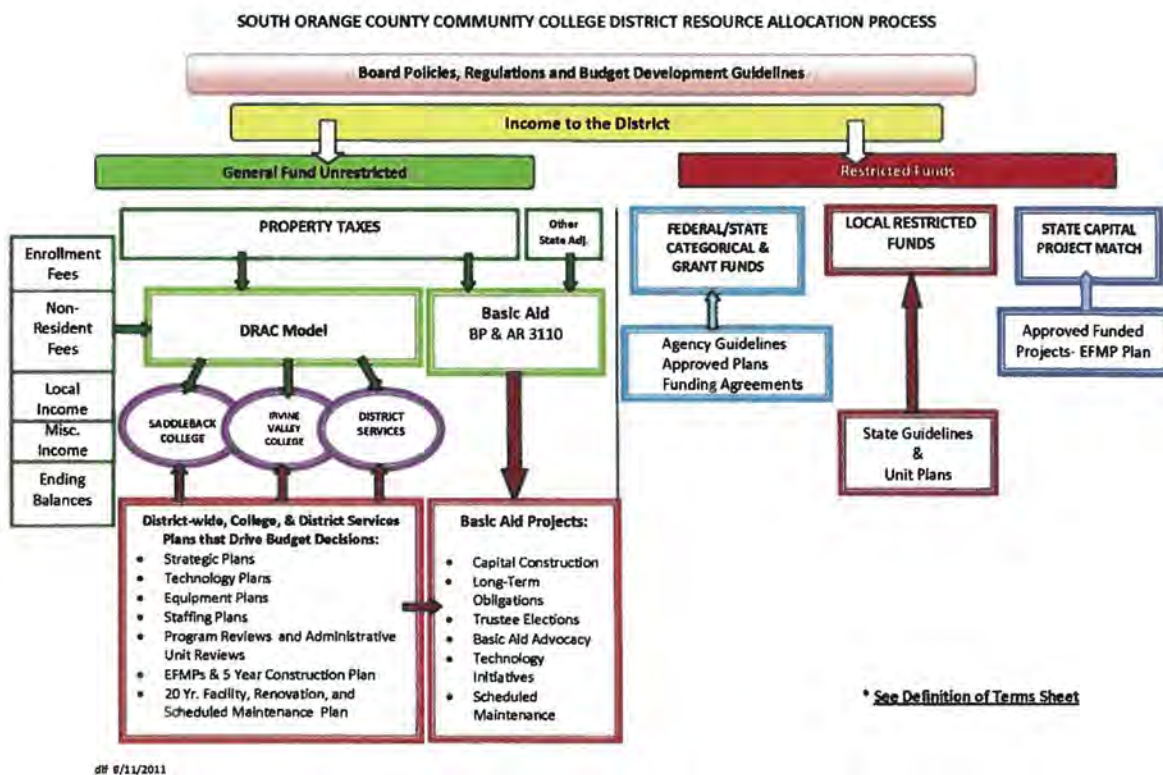 SOUTH ORANGE COUNTY COMMUNITY COLLEGE DISTRICT RESOURCE ALLOCATION PROCESS
Board Policies, Regulations and Budget Development Guidelines
Income to the District
General Fund Unrestricted
Restricted Funds
Enrollment
Fees
Non-
Resident
Fees
Local
Income
Misc.
Income
Ending
Balances
PROPERTY TAXES
Other
State Adj.
DRAC Model
Basic Aid
BP & AR 3110
SADDLEBACK
COLLEGE
IRVINE
VALLEY
COLLEGE
DISTRICT
SERVICES
District-wide, College, & District Services
Plans that Drive Budget Decisions:
• Strategic Plans
• Technology Plans
• Equipment Plans
• Staffing Plans
• Program Reviews and Administrative
Unit Reviews
• EFMPs & 5 Year Construction Plan
• 20 Yr. Facility, Renovation, and
Scheduled Maintenance Plan
Basic Aid Projects:
• Capital Construction
• Long-Term
Obligations
• Trustee Elections
• Basic Aid Advocacy
• Technology
Initiatives
• Scheduled
Maintenance
FEDERAL/STATE
CATEGORICAL &
GRANT FUNDS
Agency Guidelines
Approved Plans
Funding Agreements
LOCAL RESTRICTED
FUNDS
State Guidelines
&
Unit Plans
STATE CAPITAL
PROJECT MATCH
Approved Funded
Projects- EFMP Plan
* See Definition of Terms Sheet